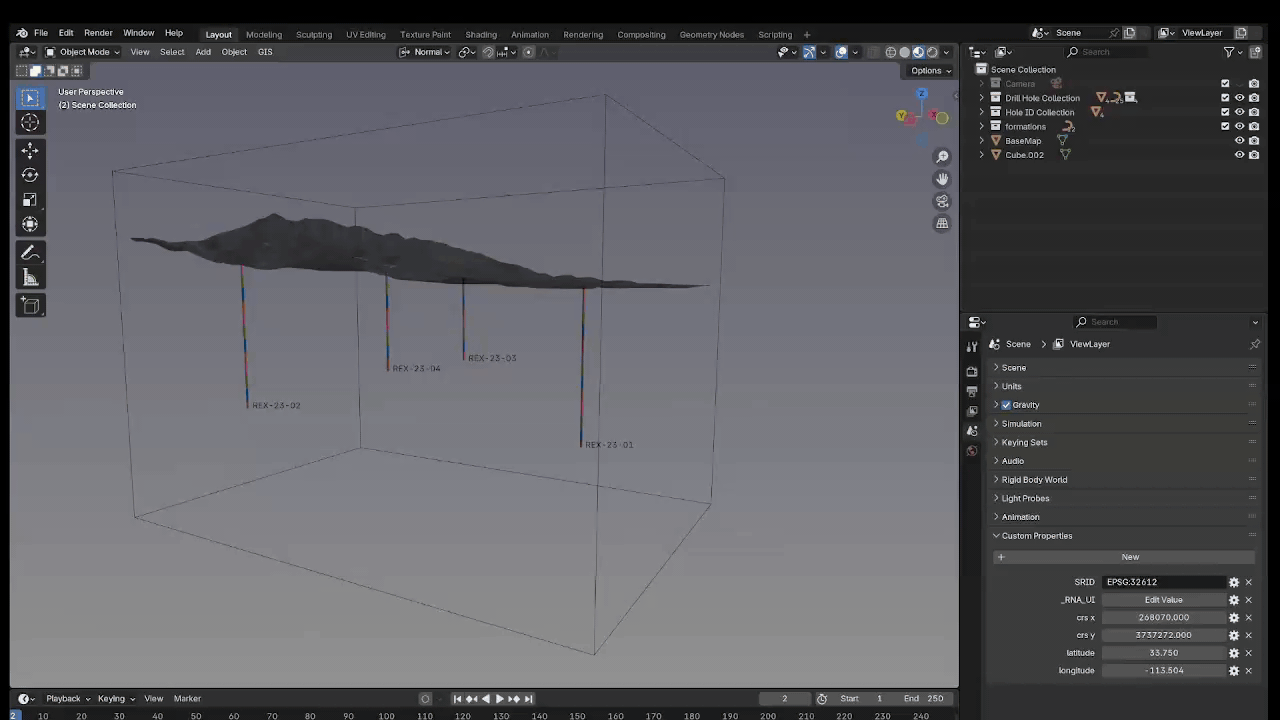 File Edit Render Window Help Layout Modeling Sculpting UV Editing Texture Paint Shading Animation Rendering Compositing Geometry Nodes Scripting + Scene ViewLayer
Object Mode View Select Add Object GIS Normal Search
Options
User Perspective
(2) Scene Collection
Z
Y
X
REX-23-04
REX-23-03
REX-23-02
REX-23-01
Scene Collection
Camera
Drill Hole Collection
Hole ID Collection
formations
BaseMap
Cube.002
Search
Scene > ViewLayer
Scene
Units
Gravity
Simulation
Keying Sets
Audio
Rigid Body World
Light Probes
Animation
Custom Properties
+ New
SRID EPSG:32612
_RNA_UI Edit Value
crs x 268070.000
crs y 3737272.000
latitude 33.750
longitude -113.504
Playback Keying View Marker 2 Start 1 End 250
2 10 20 30 40 50 60 70 80 90 100 110 120 130 140 150 160 170 180 190 200 210 220 230 240